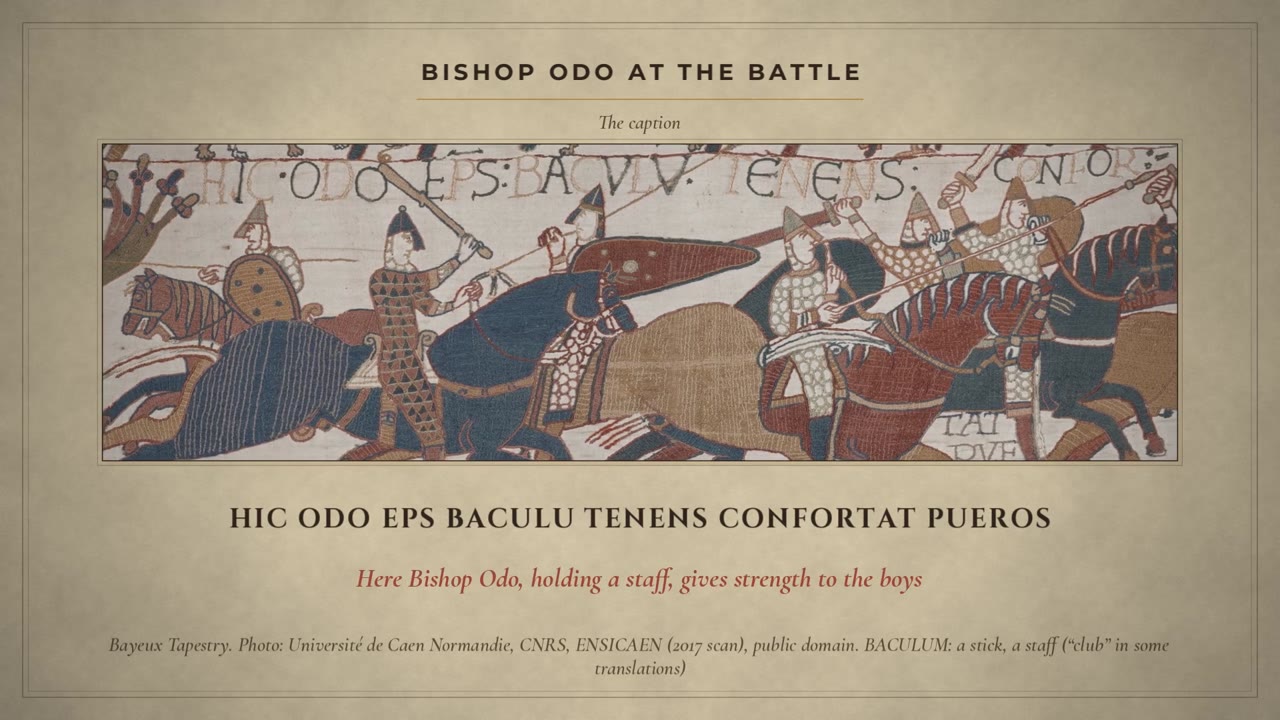 BISHOP ODO AT THE BATTLE
The caption
HIC·ODO EPS: BACULU· TENENS: CONFOR:
TAT
PVE
HIC ODO EPS BACULU TENENS CONFORTAT PUEROS
Here Bishop Odo, holding a staff, gives strength to the boys
Bayeux Tapestry. Photo: Université de Caen Normandie, CNRS, ENSICAEN (2017 scan), public domain. BACULUM: a stick, a staff (“club” in some
translations)